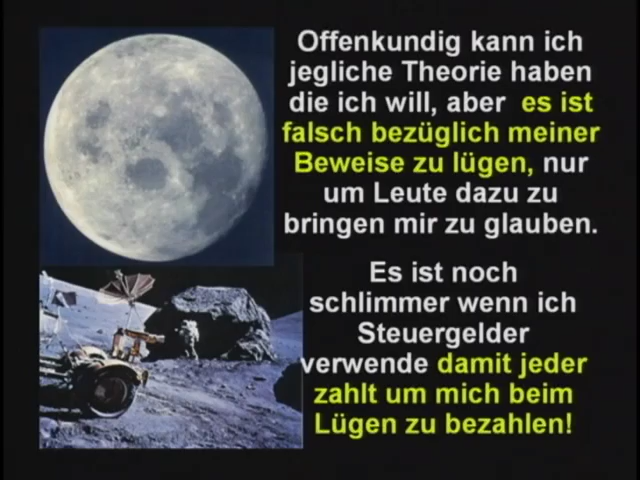 Offenkundig kann ich
jegliche Theorie haben
die ich will, aber es ist
falsch bezüglich meiner
Beweise zu lügen, nur
um Leute dazu zu
bringen mir zu glauben.
Es ist noch
schlimmer wenn ich
Steuergelder
verwende damit jeder
zahlt um mich beim
Lügen zu bezahlen!